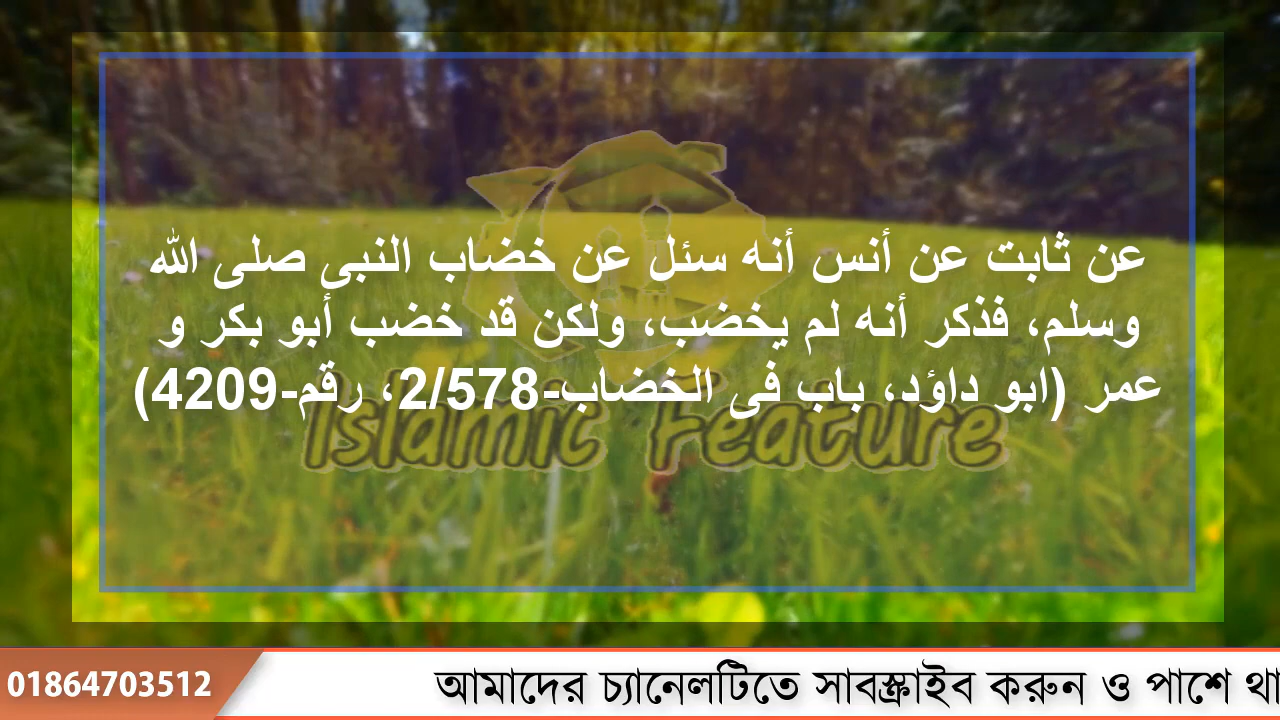 عن ثابت عن أنس أنه سئل عن خضاب النبى صلى الله
وسلم، فذكر أنه لم يخضب، ولكن قد خضب أبو بكر و
عمر (ابو داؤد، باب فى الخضاب-2/578، رقم-4209)
Islamic Feature
01864703512
আমাদের চ্যানেলটিতে সাবস্ক্রাইব করুন ও পাশে থা